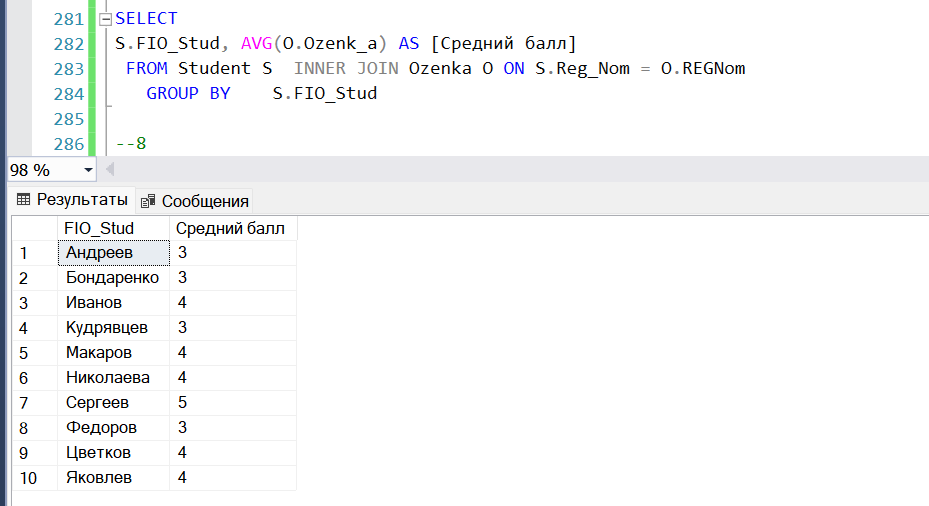 281 SELECT
282 S.FIO_Stud, AVG(O.Ozenk_a) AS [Средний балл]
283 FROM Student S INNER JOIN Ozenka O ON S.Reg_Nom = O.REGNom
284 GROUP BY S.FIO_Stud
285
286 --8
98 %
Результаты Сообщения
FIO_Stud Средний балл
1 Андреев 3
2 Бондаренко 3
3 Иванов 4
4 Кудрявцев 3
5 Макаров 4
6 Николаева 4
7 Сергеев 5
8 Федоров 3
9 Цветков 4
10 Яковлев 4